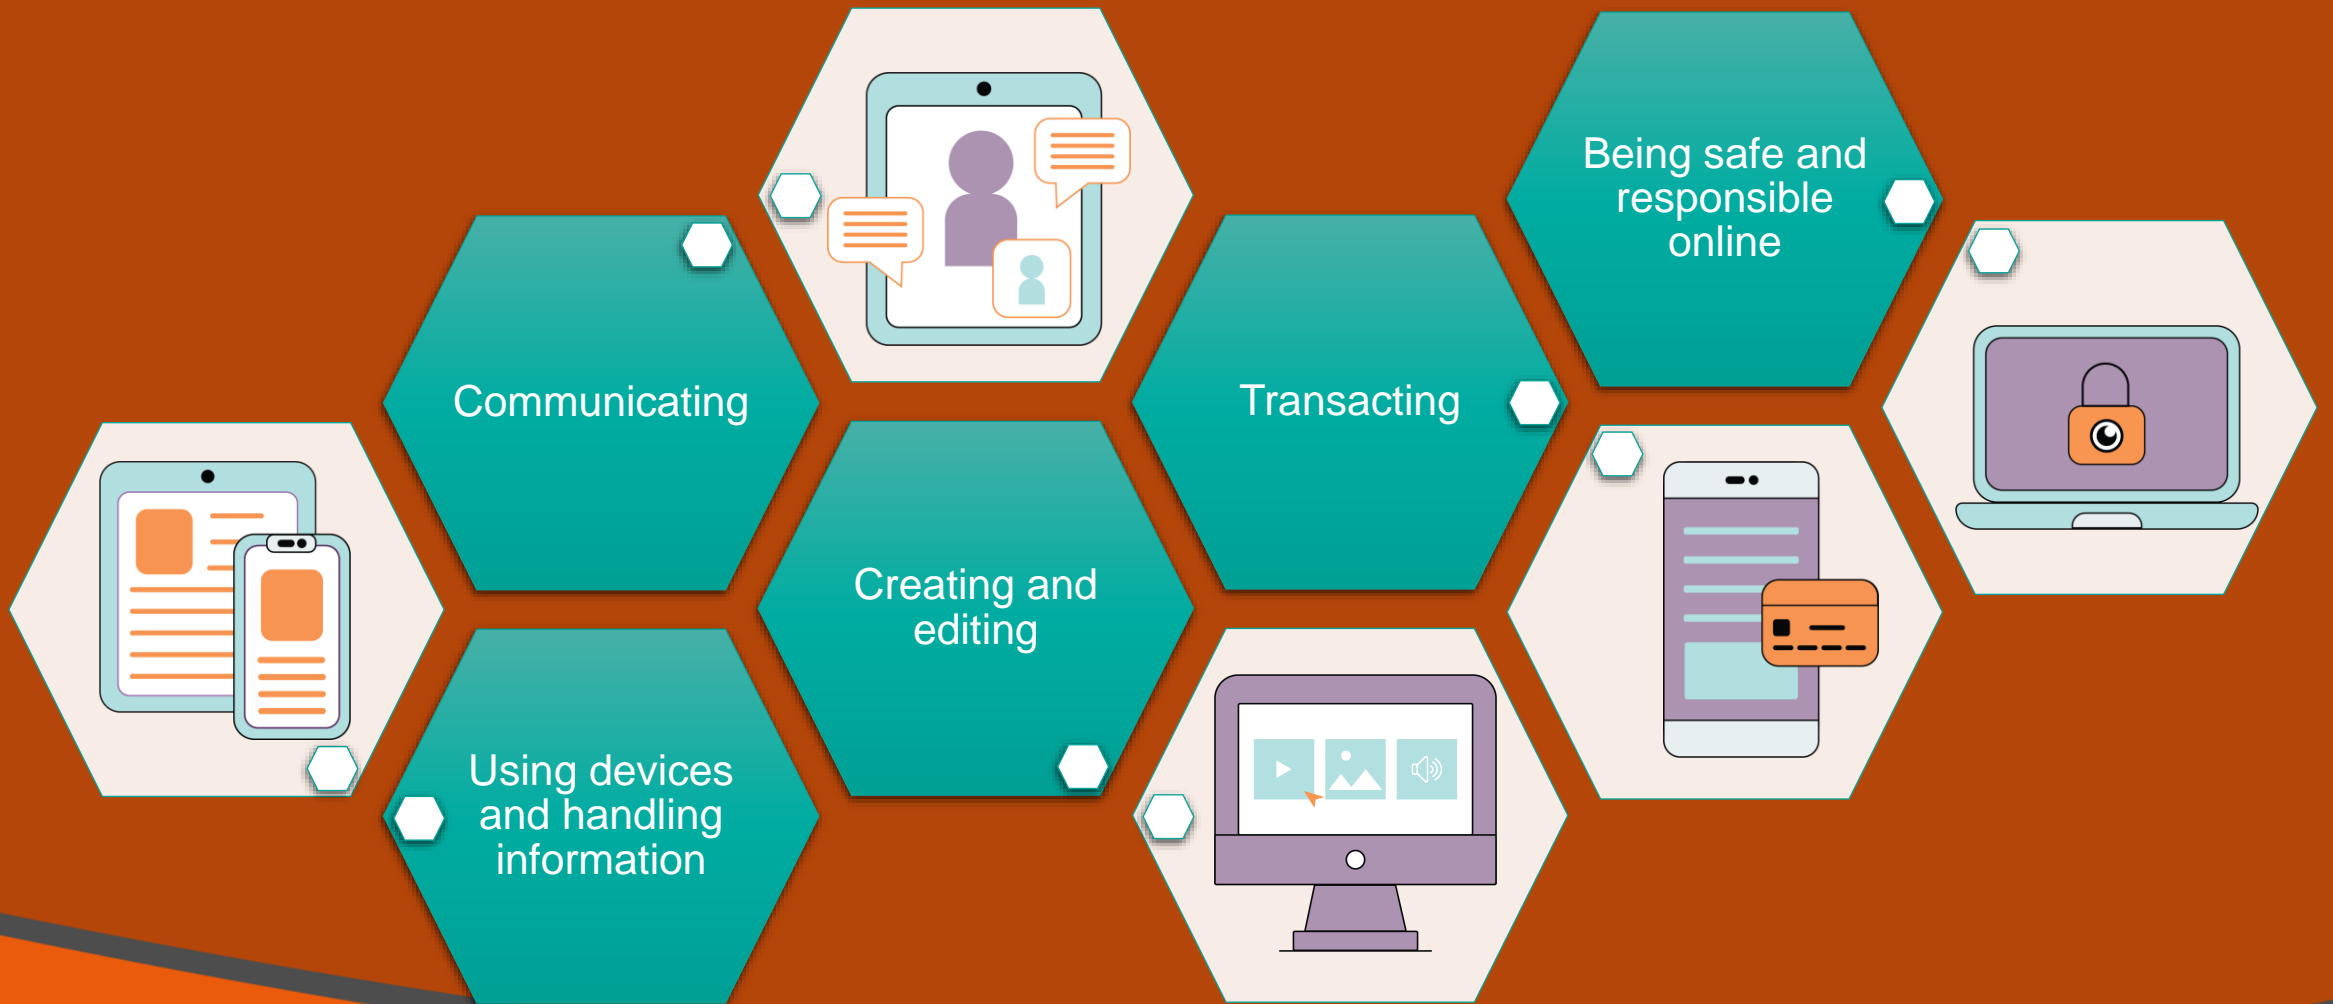 Communicating
Using devices
and handling
information
Creating and
editing
Transacting
Being safe and
responsible
online